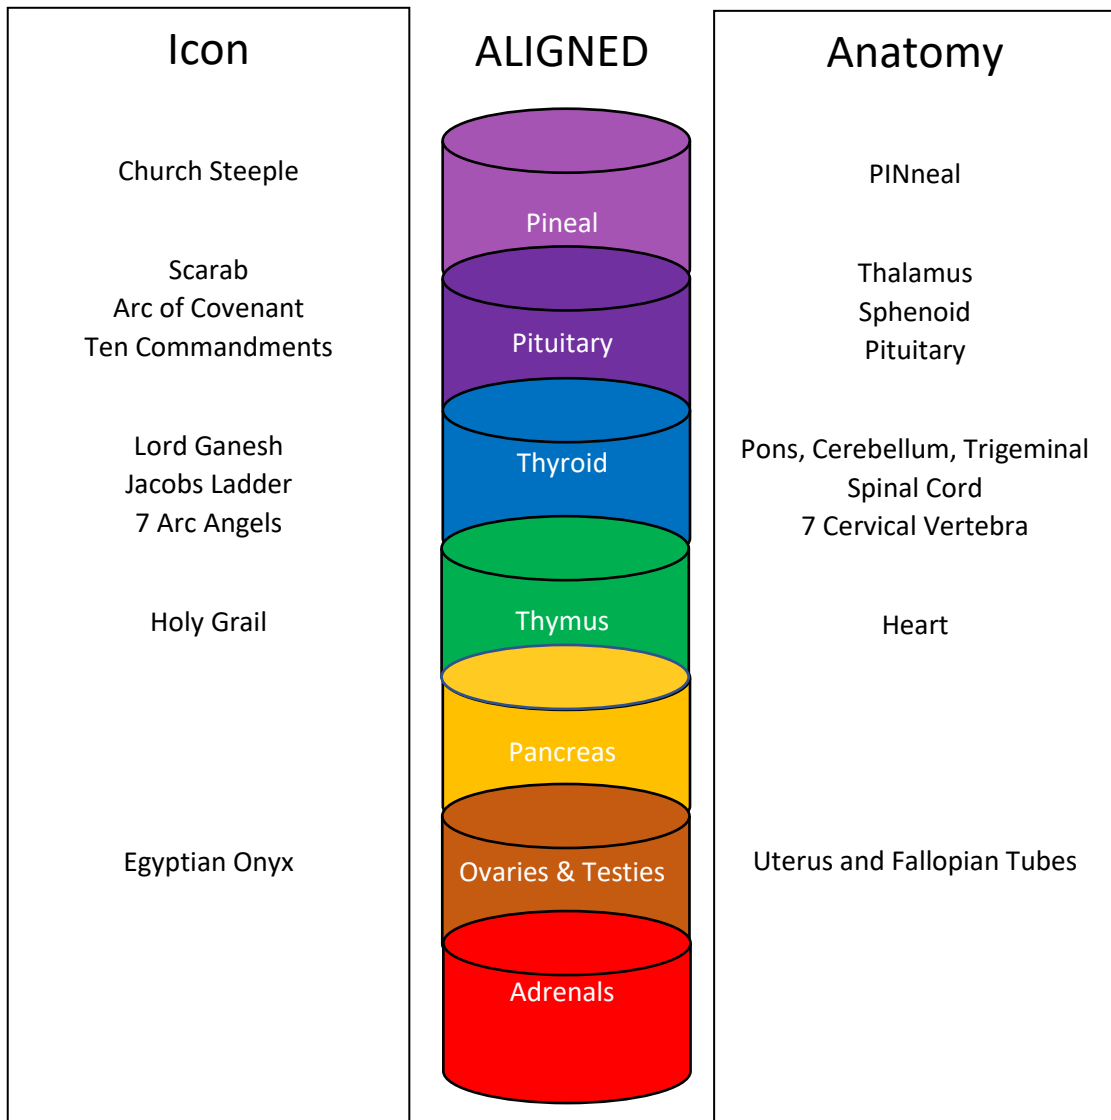 Icon
Church Steeple
Scarab
Arc of Covenant
Ten Commandments
Lord Ganesh
Jacobs Ladder
7 Arc Angels
Holy Grail
Egyptian Onyx
ALIGNED
Pineal
Pituitary
Thyroid
Thymus
Pancreas
Ovaries & Testies
Adrenals
Anatomy
PINneal
Thalamus
Sphenoid
Pituitary
Pons, Cerebellum, Trigeminal
Spinal Cord
7 Cervical Vertebra
Heart
Uterus and Fallopian Tubes